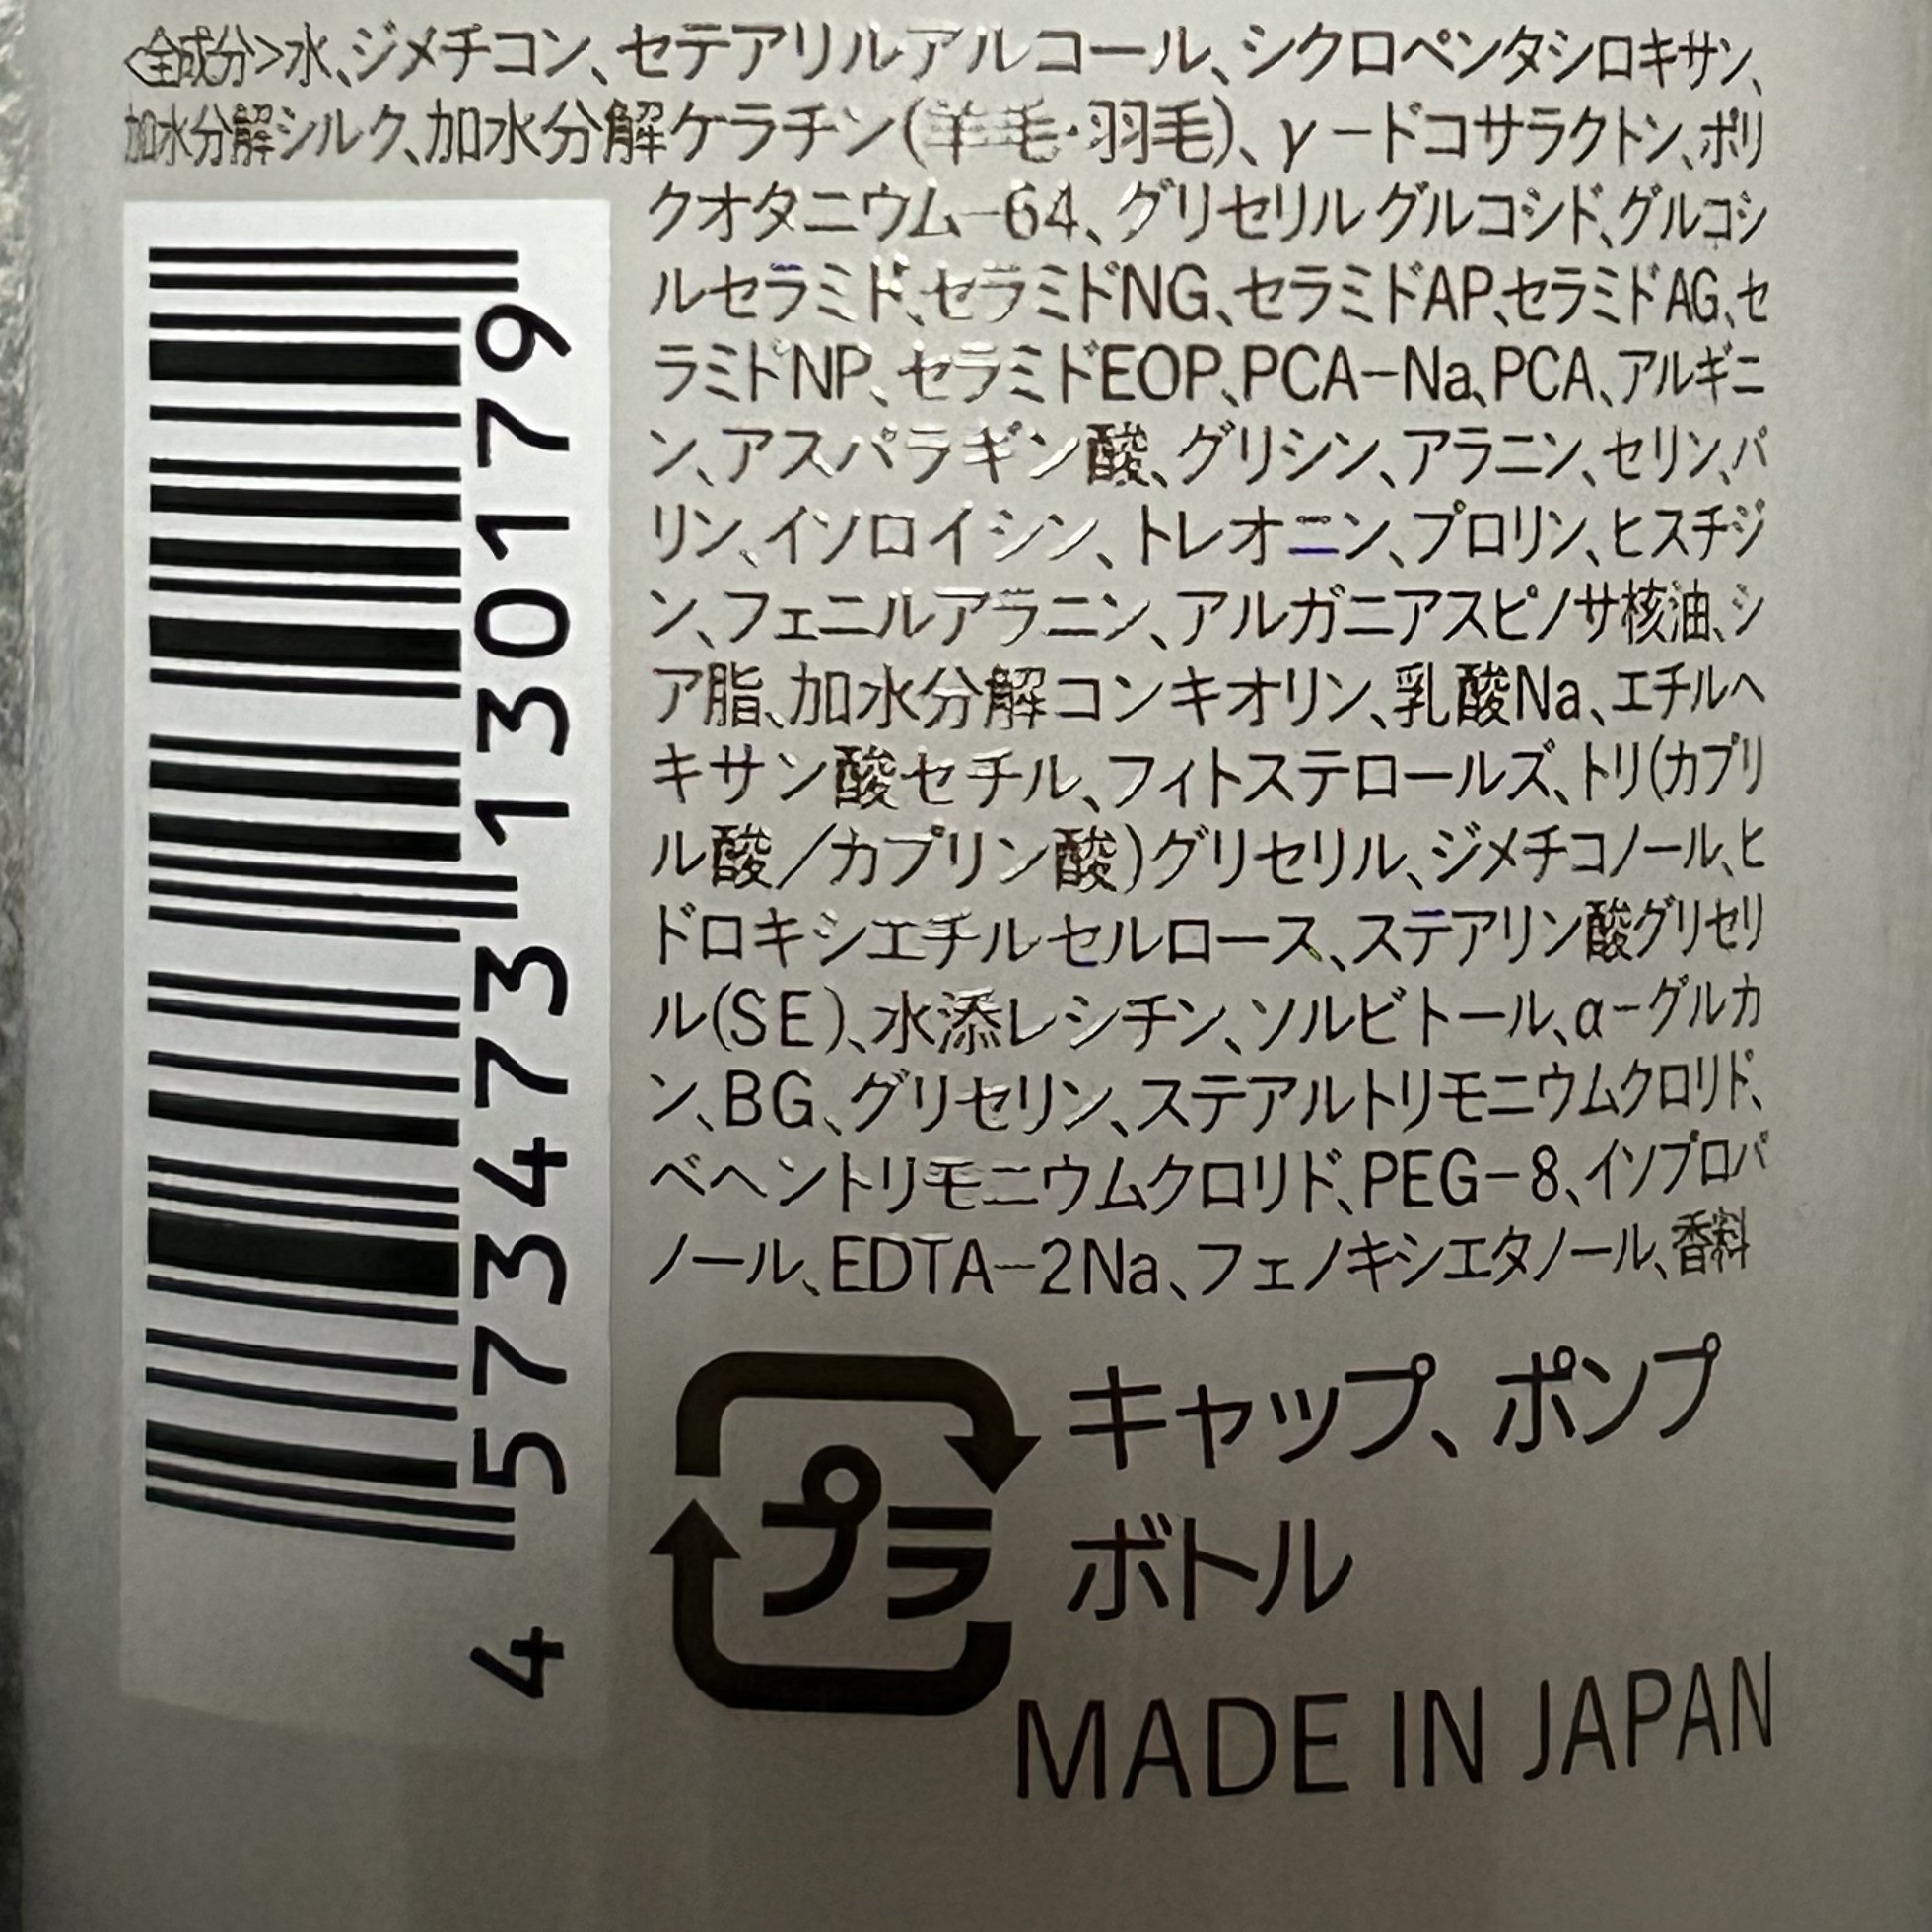 <全成分>水、ジメチコン、セテアリルアルコール、シクロペンタシロキサン、
加水分解シルク、加水分解ケラチン(羊毛・羽毛)、γ－ドコサラクトン、ポリ
クオタニウム－64、グリセリルグルコシド、グルコシ
ルセラミド、セラミドNG、セラミドAP、セラミドAG、セ
ラミドNP、セラミドEOP、PCA－Na、PCA、アルギニ
ン、アスパラギン酸、グリシン、アラニン、セリン、バ
リン、イソロイシン、トレオニン、プロリン、ヒスチジ
ン、フェニルアラニン、アルガニアスピノサ核油、シ
ア脂、加水分解コンキオリン、乳酸Na、エチルヘ
キサン酸セチル、フィトステロールズ、トリ(カプリ
ル酸／カプリン酸)グリセリル、ジメチコノール、ヒ
ドロキシエチルセルロース、ステアリン酸グリセリ
ル(SE)、水添レシチン、ソルビトール、α－グルカ
ン、BG、グリセリン、ステアルトリモニウムクロリド、
ベヘントリモニウムクロリド、PEG－8、イソプロパ
ノール、EDTA－2Na、フェノキシエタノール、香料
4 573473 130179
プラ
キャップ、ポンプ
ボトル
MADE IN JAPAN